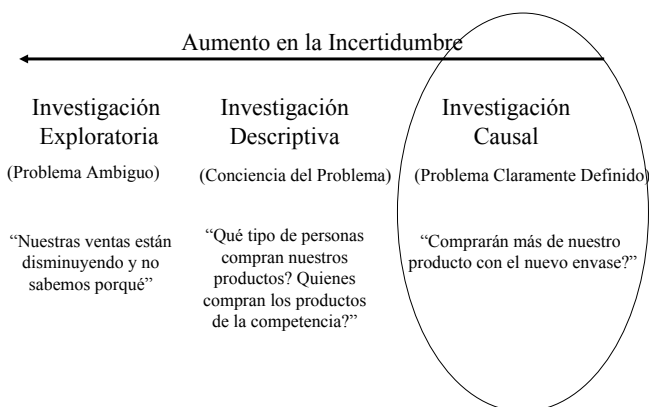 Aumento en la Incertidumbre
Investigación
Exploratoria
(Problema Ambiguo)
“Nuestras ventas están
disminuyendo y no
sabemos porqué”
Investigación
Descriptiva
(Conciencia del Problema)
“Qué tipo de personas
compran nuestros
productos? Quienes
compran los productos
de la competencia?”
Investigación
Causal
(Problema Claramente Definido)
“Comprarán más de nuestro
producto con el nuevo envase?”